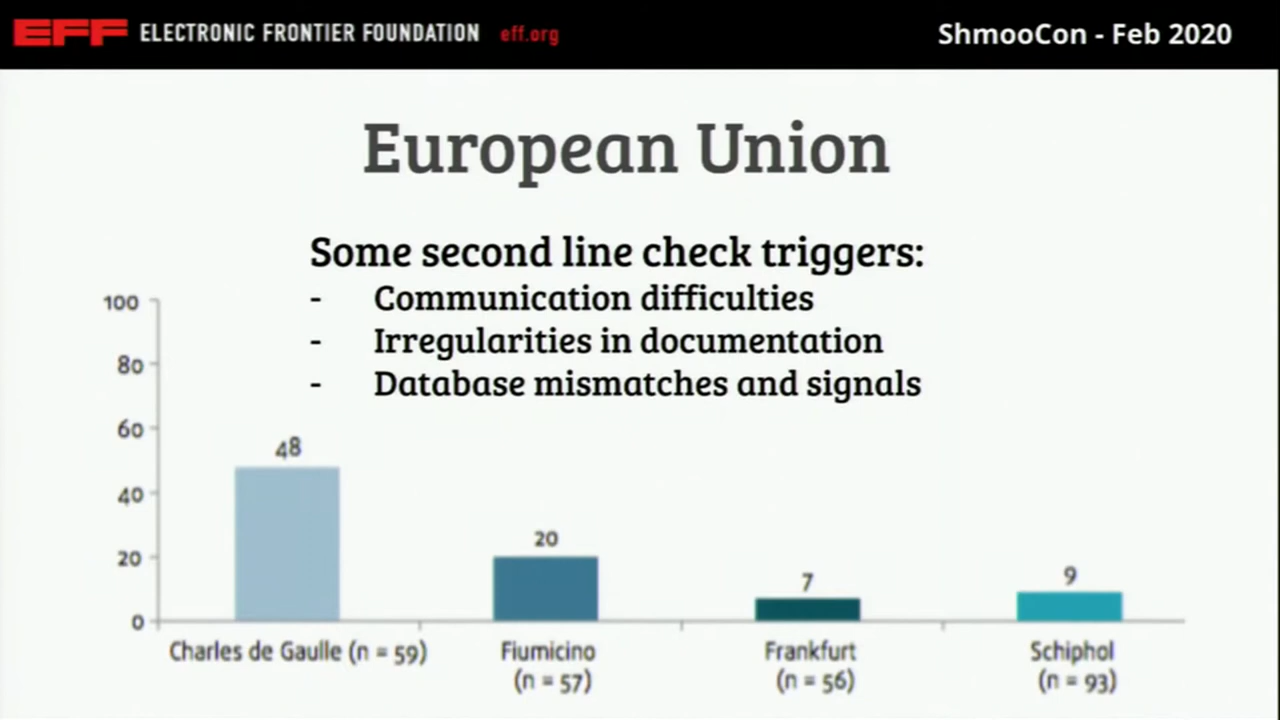 EFF ELECTRONIC FRONTIER FOUNDATION eff.org
ShmooCon - Feb 2020
European Union
Some second line check triggers:
- Communication difficulties
- Irregularities in documentation
- Database mismatches and signals
100
80
60
40
20
0
48
20
7
9
Charles de Gaulle (n = 59)
Fiumicino
(n = 57)
Frankfurt
(n = 56)
Schiphol
(n = 93)